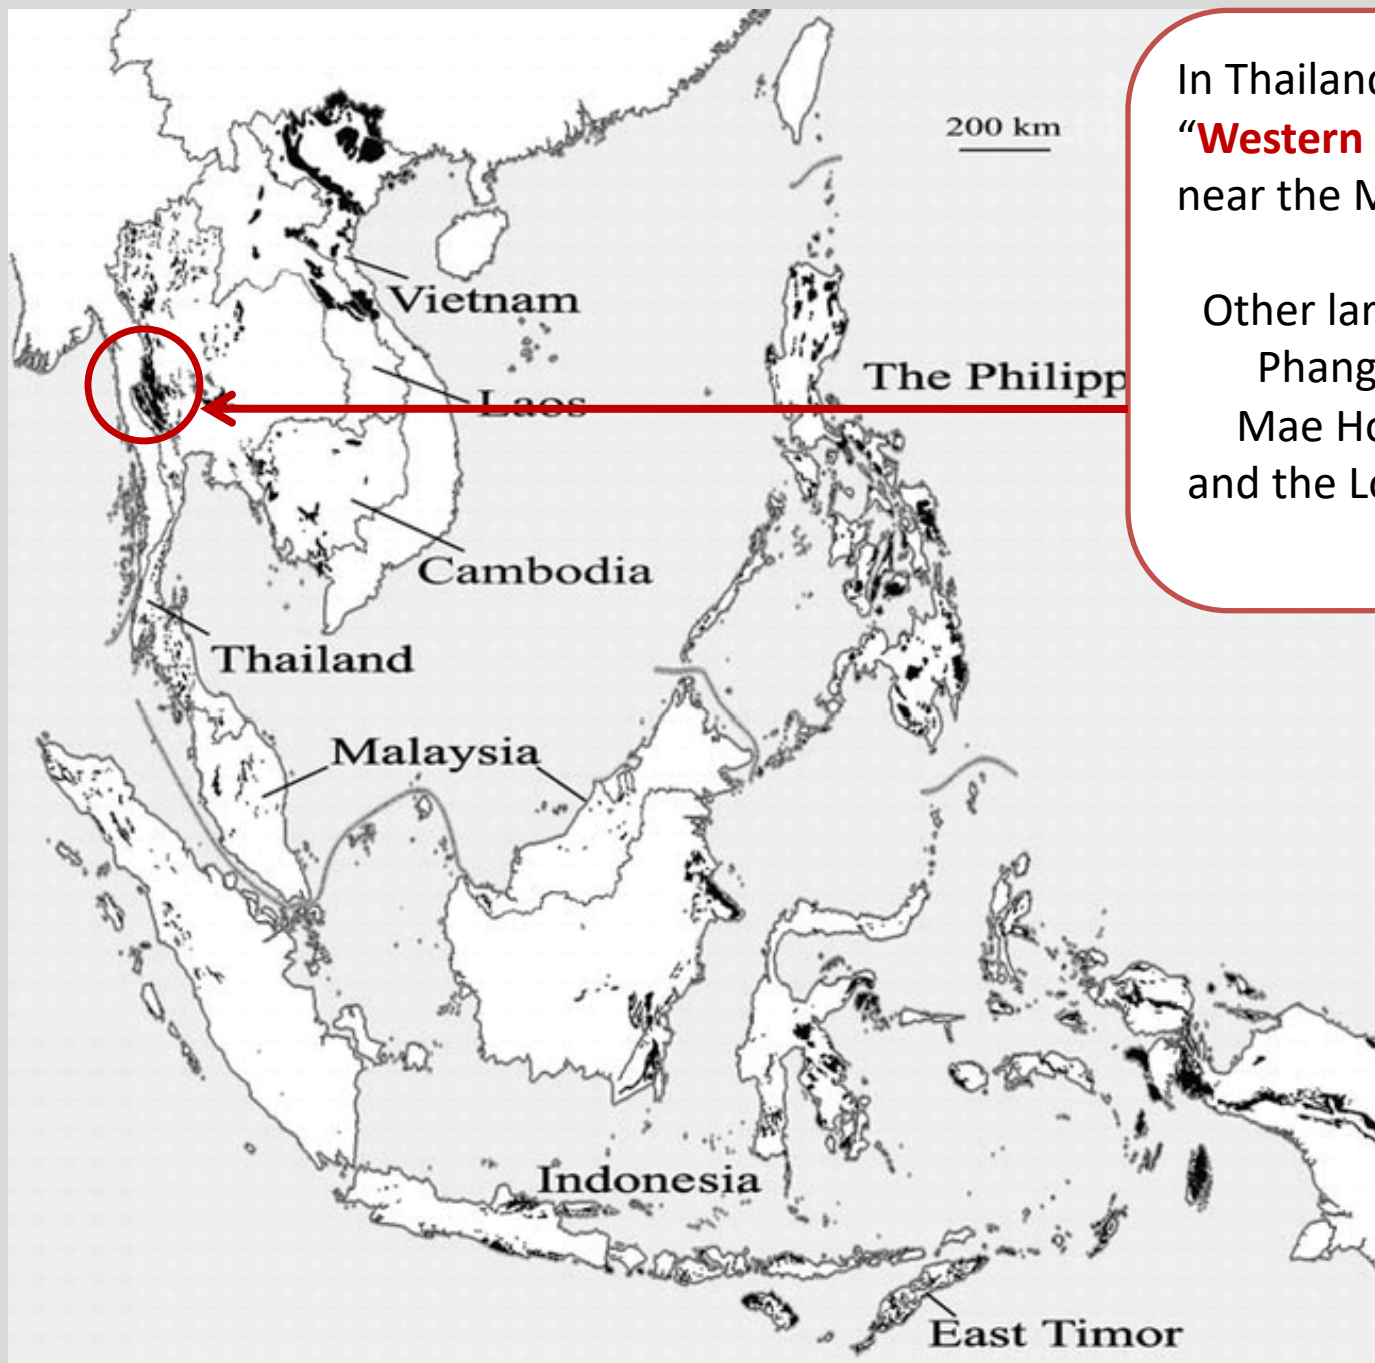 In Thailand
“Western
near the M
Other lar
Phang
Mae Ho
and the Lo
200 km
Vietnam
The Philipp
Laos
Cambodia
Thailand
Malaysia
Indonesia
East Timor